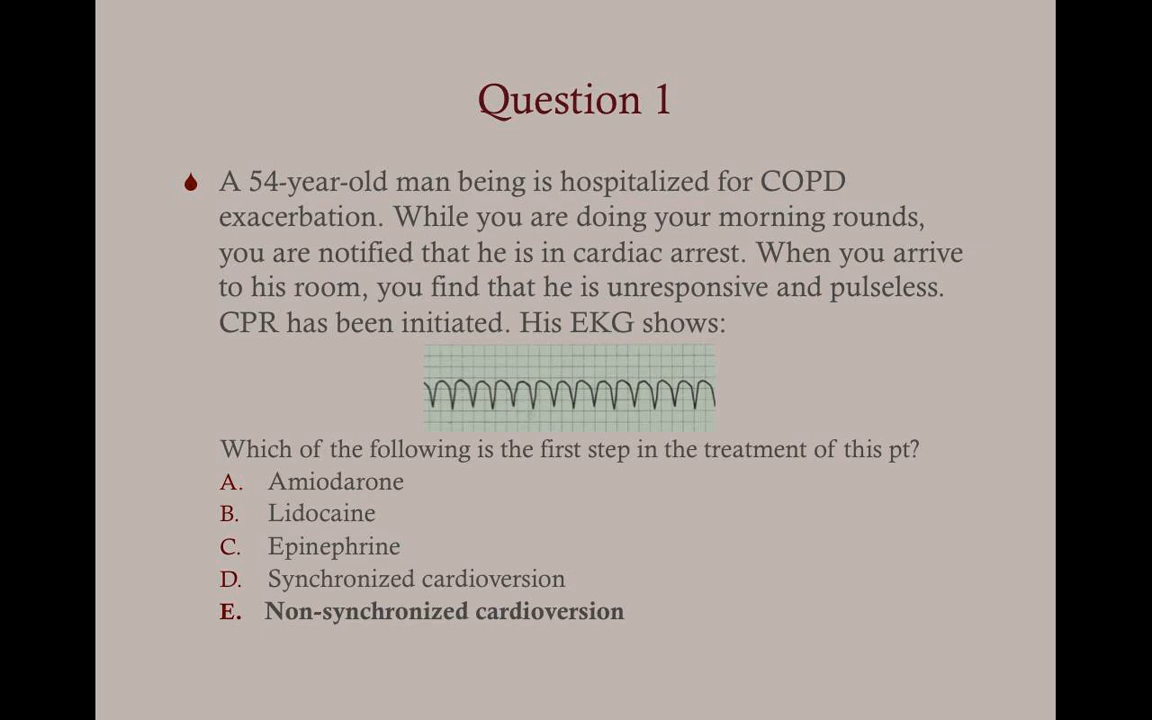 Question 1
A 54-year-old man being is hospitalized for COPD
exacerbation. While you are doing your morning rounds,
you are notified that he is in cardiac arrest. When you arrive
to his room, you find that he is unresponsive and pulseless.
CPR has been initiated. His EKG shows:
Which of the following is the first step in the treatment of this pt?
A. Amiodarone
B. Lidocaine
C. Epinephrine
D. Synchronized cardioversion
E. Non-synchronized cardioversion